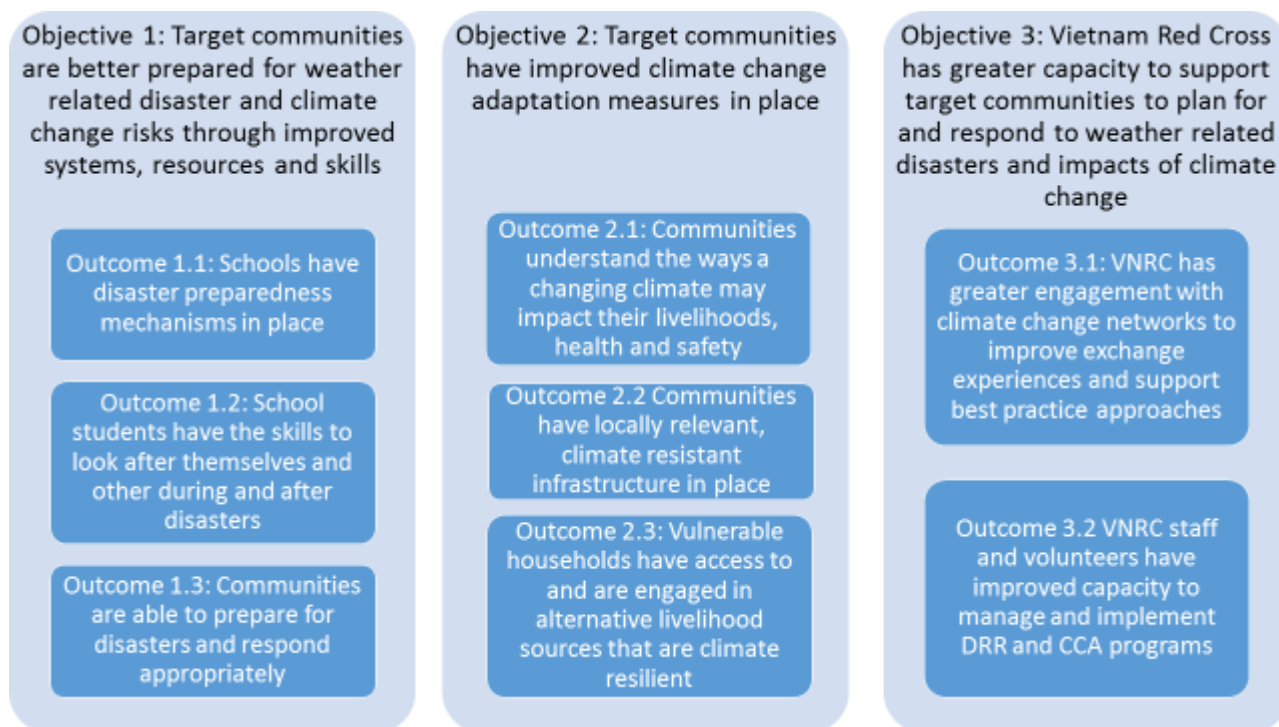 Objective 1: Target communities
are better prepared for weather
related disaster and climate
change risks through improved
systems, resources and skills
Outcome 1.1: Schools have
disaster preparedness
mechanisms in place
Outcome 1.2: School
students have the skills to
look after themselves and
other during and after
disasters
Outcome 1.3: Communities
are able to prepare for
disasters and respond
appropriately
Objective 2: Target communities
have improved climate change
adaptation measures in place
Outcome 2.1: Communities
understand the ways a
changing climate may
impact their livelihoods,
health and safety
Outcome 2.2 Communities
have locally relevant,
climate resistant
infrastructure in place
Outcome 2.3: Vulnerable
households have access to
and are engaged in
alternative livelihood
sources that are climate
resilient
Objective 3: Vietnam Red Cross
has greater capacity to support
target communities to plan for
and respond to weather related
disasters and impacts of climate
change
Outcome 3.1: VNRC has
greater engagement with
climate change networks to
improve exchange
experiences and support
best practice approaches
Outcome 3.2 VNRC staff
and volunteers have
improved capacity to
manage and implement
DRR and CCA programs